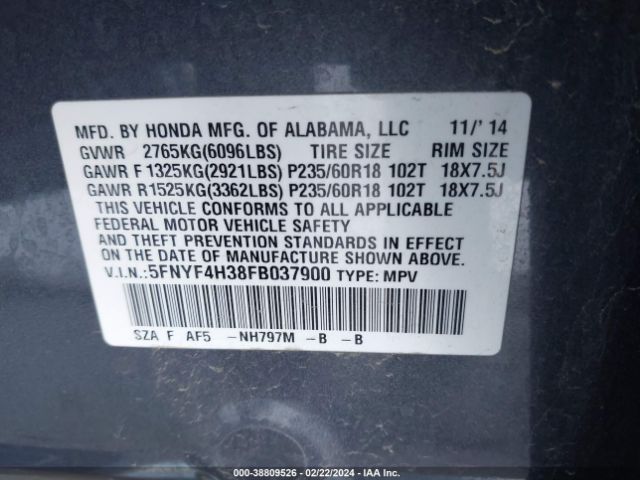 MFD. BY HONDA MFG. OF ALABAMA, LLC 11/'14
GVWR 2765KG(6096LBS) TIRE SIZE RIM SIZE
GAWR F 1325KG(2921LBS) P235/60R18 102T 18X7.5J
GAWR R1525KG(3362LBS) P235/60R18 102T 18X7.5J
THIS VEHICLE CONFORMS TO ALL APPLICABLE
FEDERAL MOTOR VEHICLE SAFETY
AND THEFT PREVENTION STANDARDS IN EFFECT
ON THE DATE OF MANUFACTURE SHOWN ABOVE.
V.I.N.:5FNYF4H38FB037900 TYPE: MPV
SZA F AF5 -NH797M -B -B
© - 38809526 - 02/22/2024 - IAA Inc.